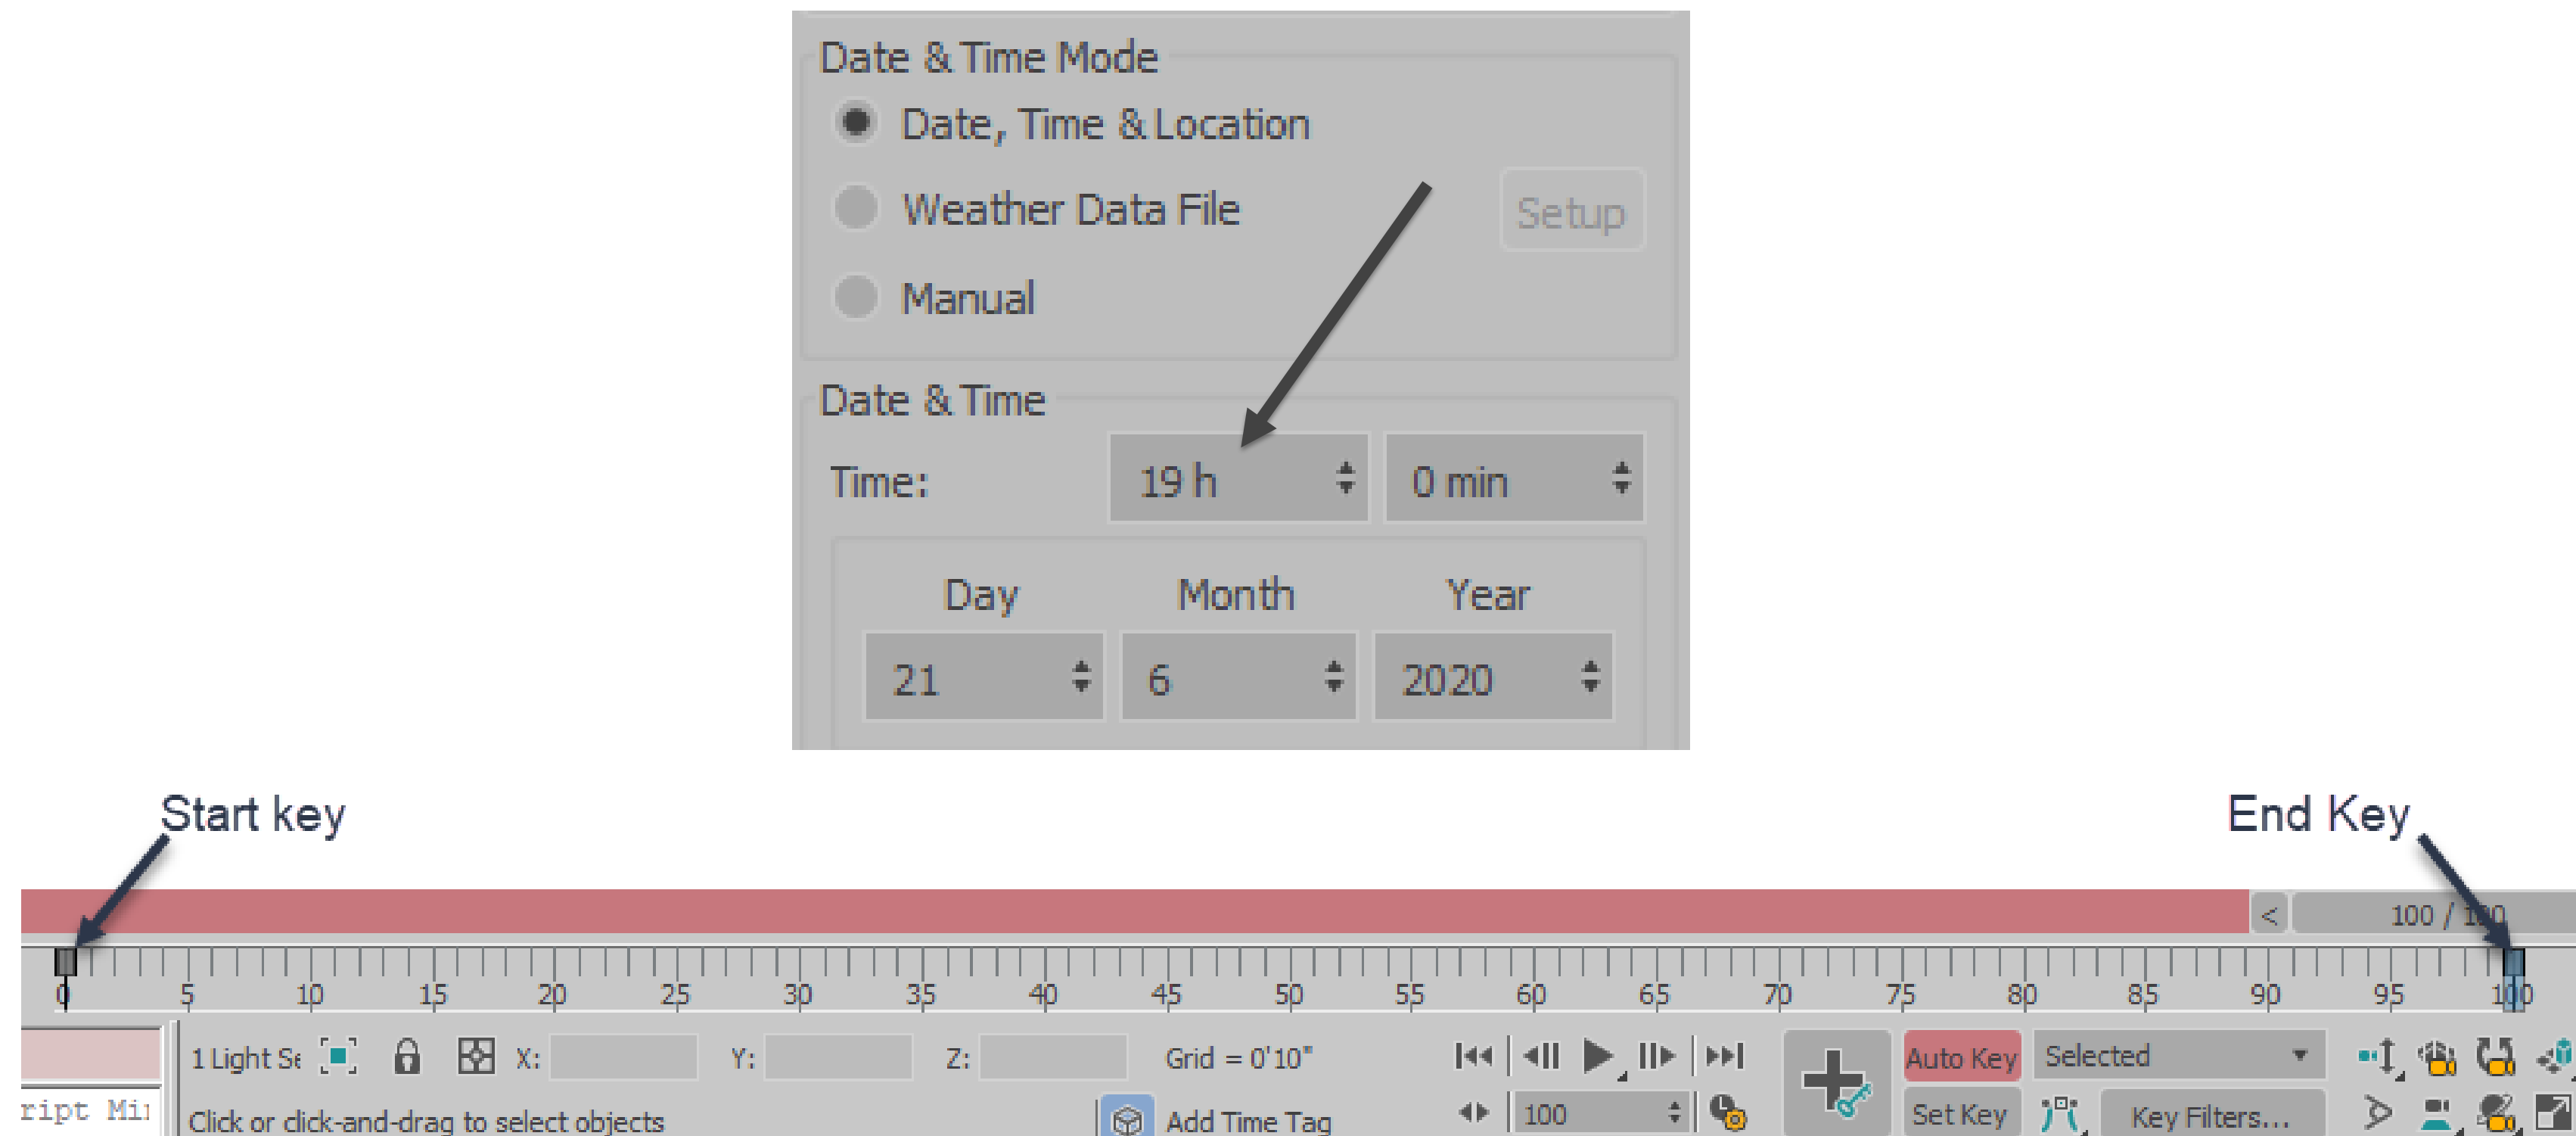 Date & Time Mode
Date, Time & Location
Weather Data File
Setup
Manual
Date & Time
Time:
19 h
0 min
Day
Month
Year
21
6
2020
Start key
End Key
<
100 / 100
0 5 10 15 20 25 30 35 40 45 50 55 60 65 70 75 80 85 90 95 100
1 Light Se
X:
Y:
Z:
Grid = 0'10"
Auto Key
Selected
ript Mi
Click or click-and-drag to select objects
Add Time Tag
100
Set Key
Key Filters...